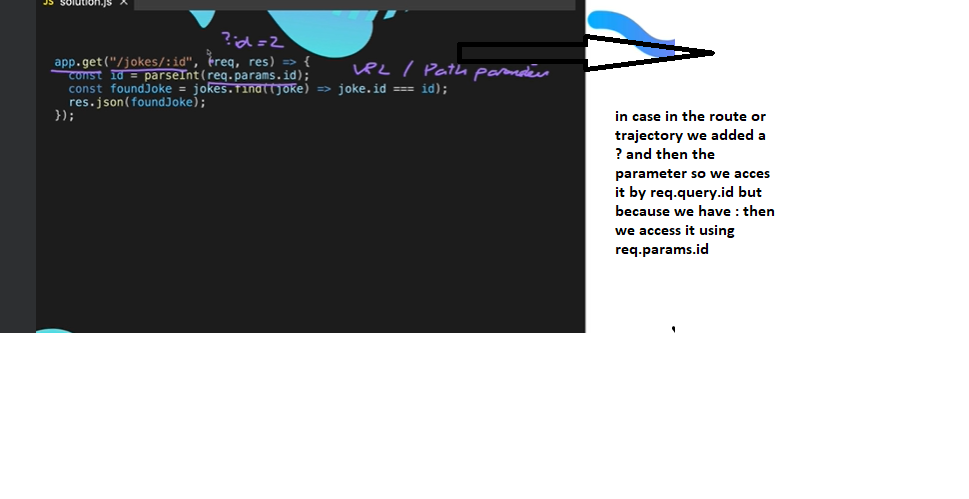 JS solution.js ×
?id=2
app.get("/jokes/:id", (req, res) => {
const id = parseInt(req.params.id);
URL / Path parameter
const foundJoke = jokes.find((joke) => joke.id === id);
res.json(foundJoke);
});
in case in the route or
trajectory we added a
? and then the
parameter so we acces
it by req.query.id but
because we have : then
we access it using
req.params.id